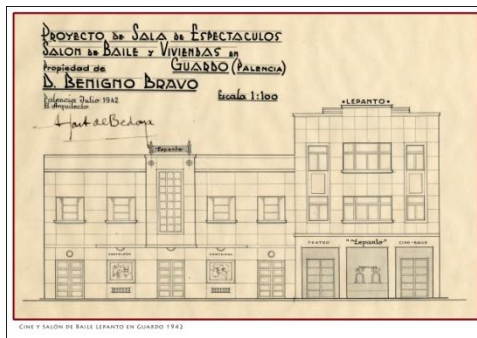 PROYECTO DE SALA DE ESPECTACULOS
SALON DE BAILE Y VIVIENDAS EN
Propiedad de GUARDO (PALENCIA)
D. BENIGNO BRAVO
Palencia Julio 1942
El Arquitecto
Escala 1:100
•LEPANTO•
Lepanto
TEATRO "Lepanto" CINE-BAILE
CINE Y SALÓN DE BAILE LEPANTO EN GUARDO 1942